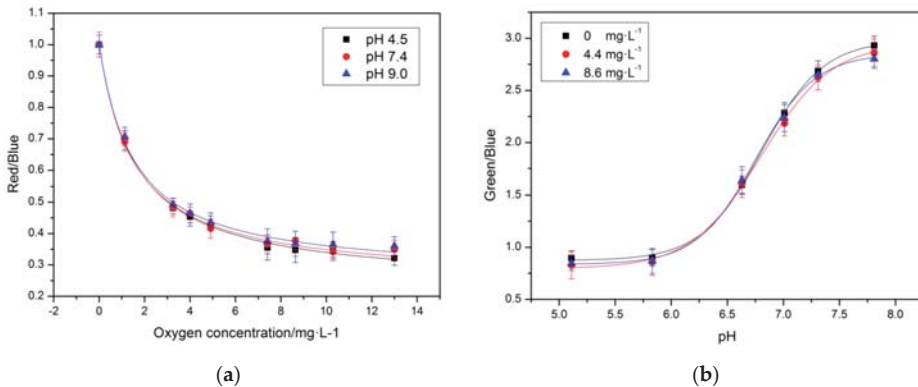 1.1
1.0
0.9
0.8
0.7
0.6
0.5
0.4
0.3
0.2
Red/Blue
pH 4.5
pH 7.4
pH 9.0
-2 0 2 4 6 8 10 12 14
Oxygen concentration/mg·L-1
(a)
3.0
2.5
2.0
1.5
1.0
0.5
Green/Blue
0 mg·L⁻¹
4.4 mg·L⁻¹
8.6 mg·L⁻¹
5.0 5.5 6.0 6.5 7.0 7.5 8.0
pH
(b)